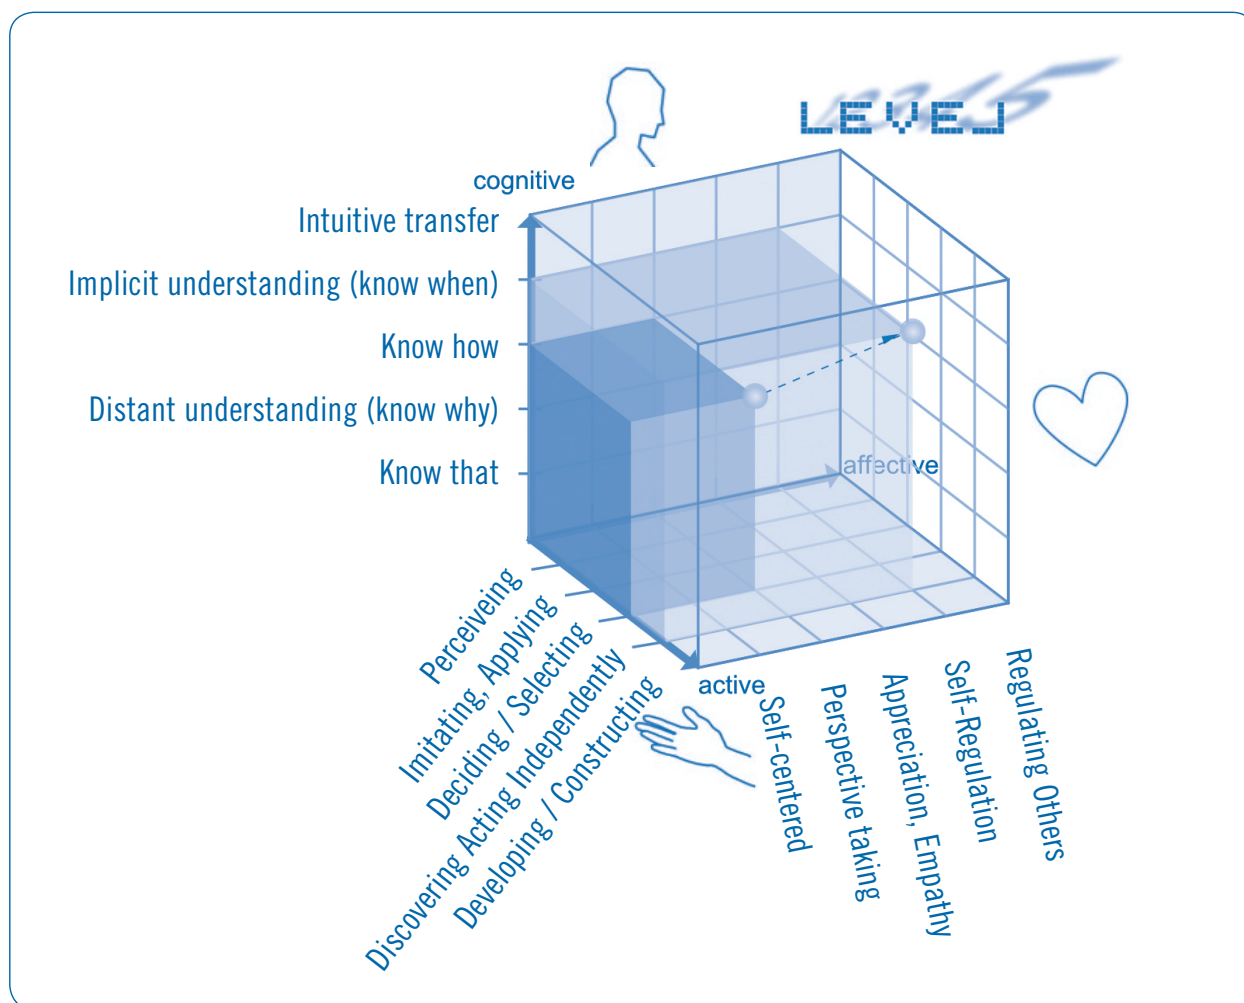 LEVEL
12345
cognitive
Intuitive transfer
Implicit understanding (know when)
Know how
Distant understanding (know why)
Know that
affective
active
Perceiveing
Imitating, Applying
Deciding / Selecting
Discovering Acting Independently
Developing / Constructing
Self-centered
Perspective taking
Appreciation, Empathy
Self-Regulation
Regulating Others